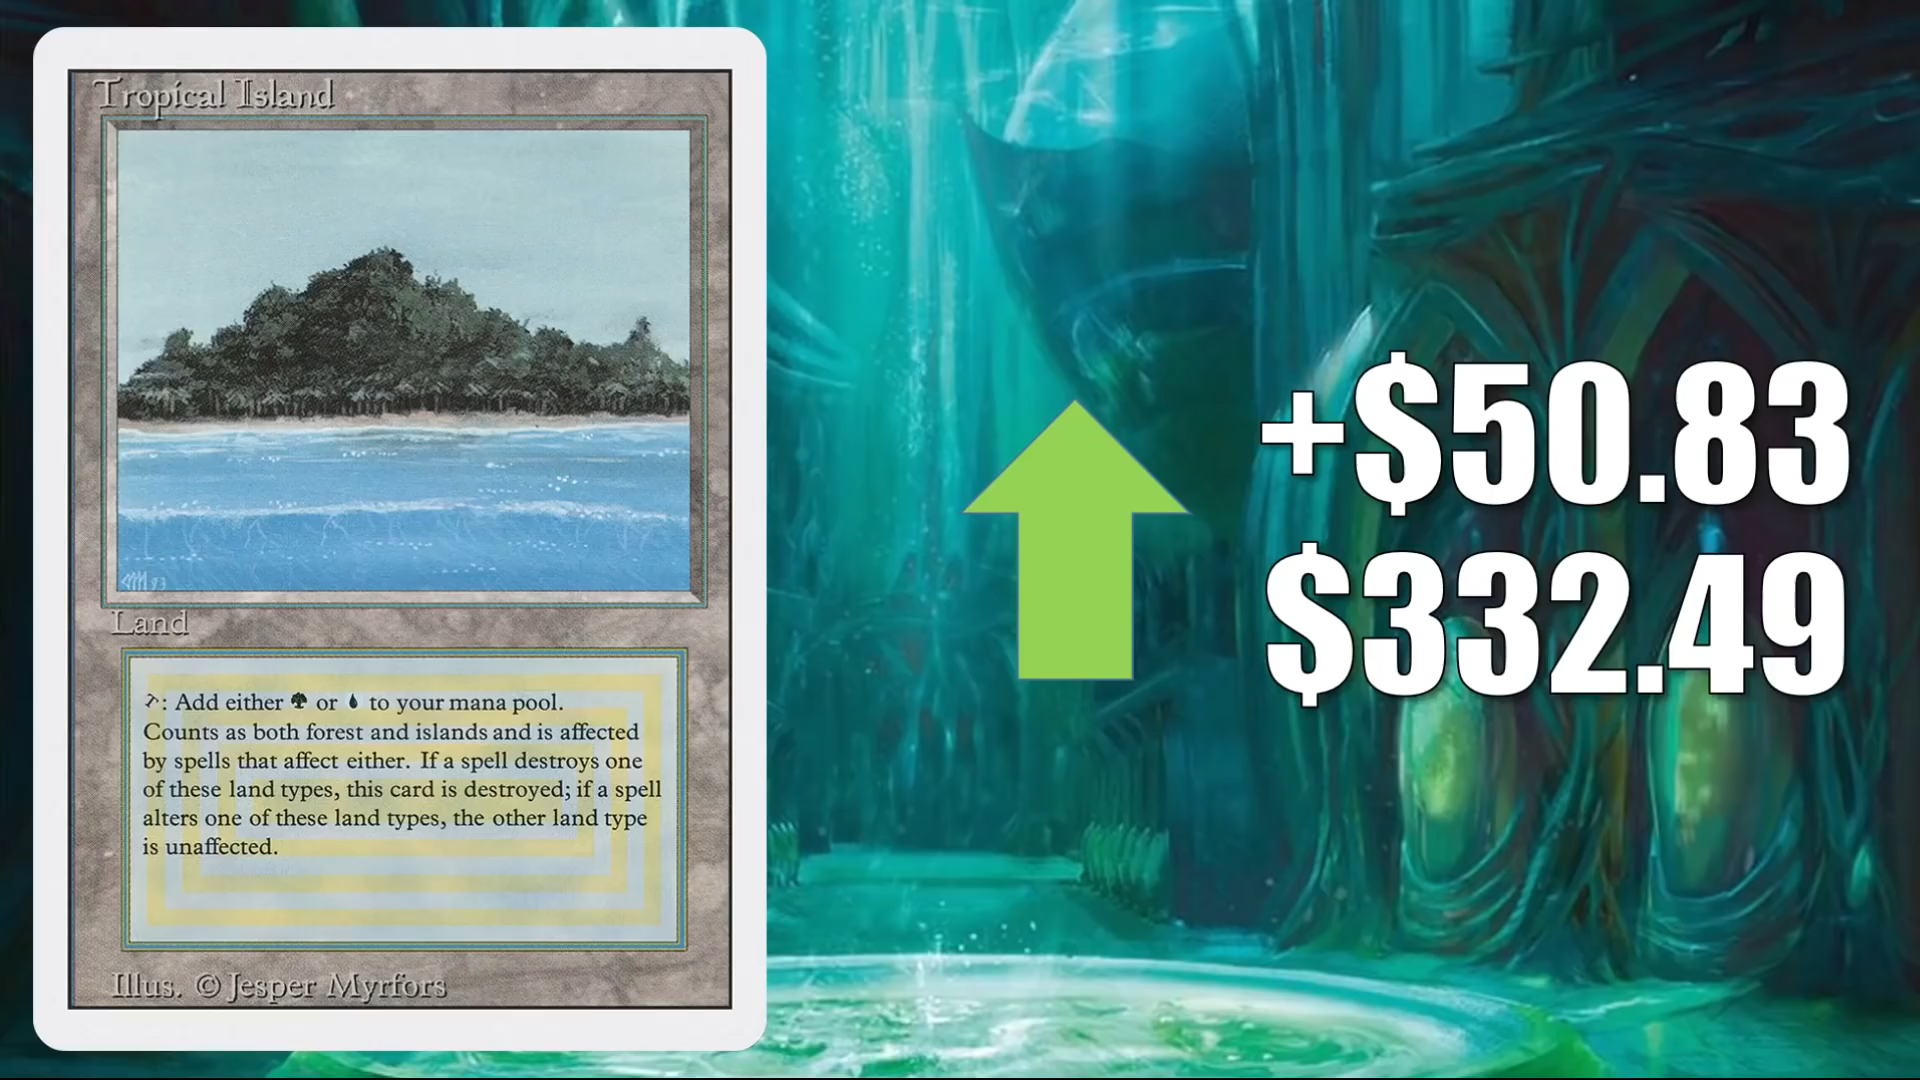 Tropical Island
Land
: Add either or to your mana pool.
Counts as both forest and islands and is affected
by spells that affect either. If a spell destroys one
of these land types, this card is destroyed; if a spell
alters one of these land types, the other land type
is unaffected.
Illus. © Jesper Myrfors
+$50.83
$332.49